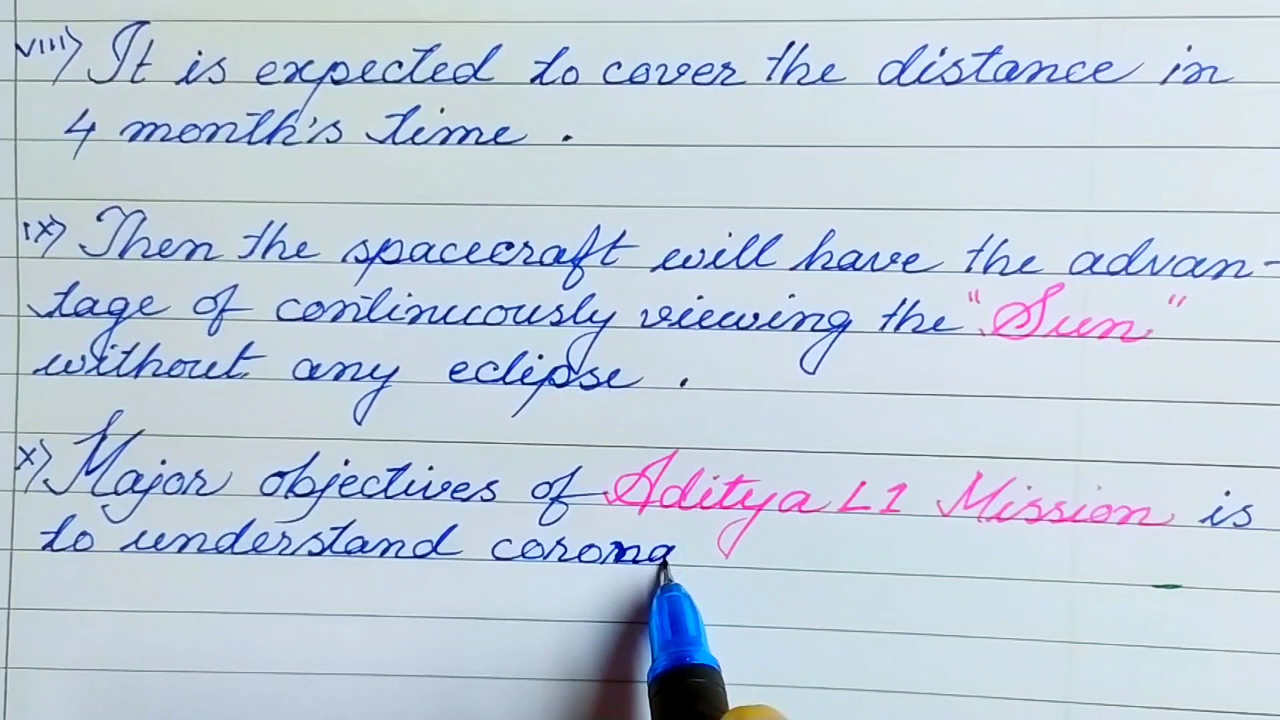 viii) It is expected to cover the distance in
4 month's time .
ix) Then the spacecraft will have the advan-
tage of continuously viewing the "Sun"
without any eclipse .
x) Major objectives of Aditya L1 Mission is
to understand corona